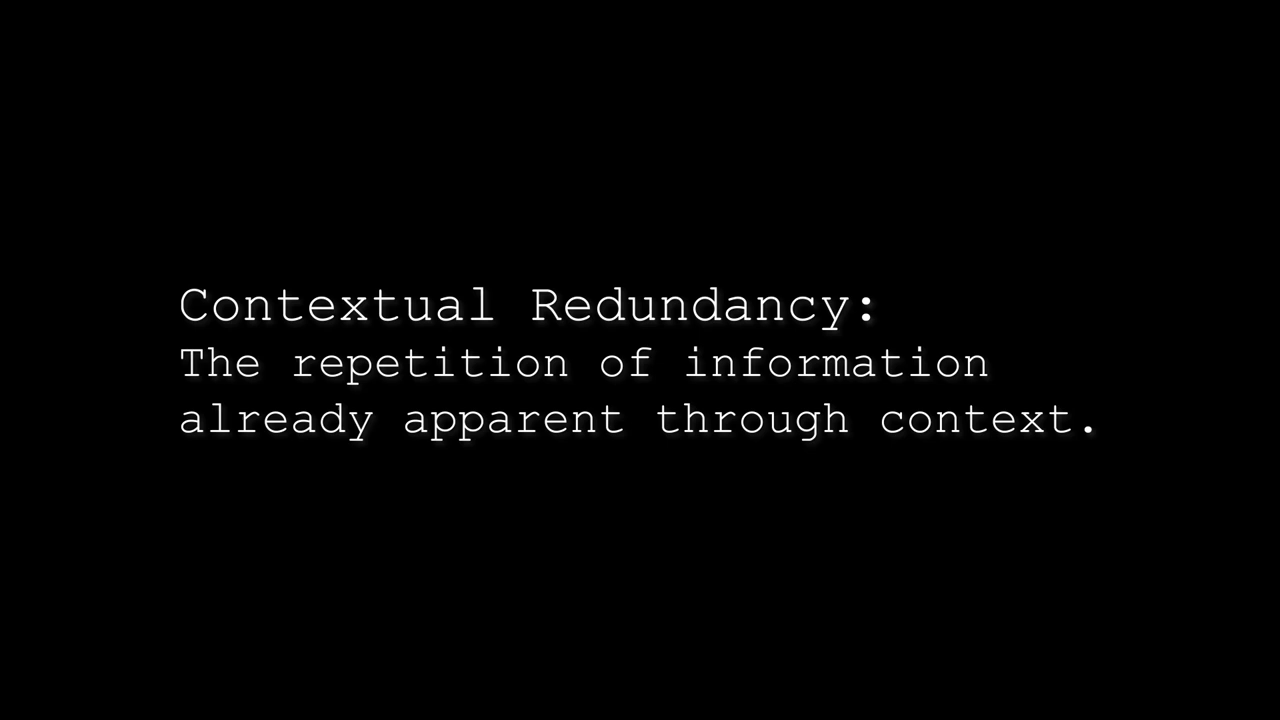 Contextual Redundancy:
The repetition of information
already apparent through context.